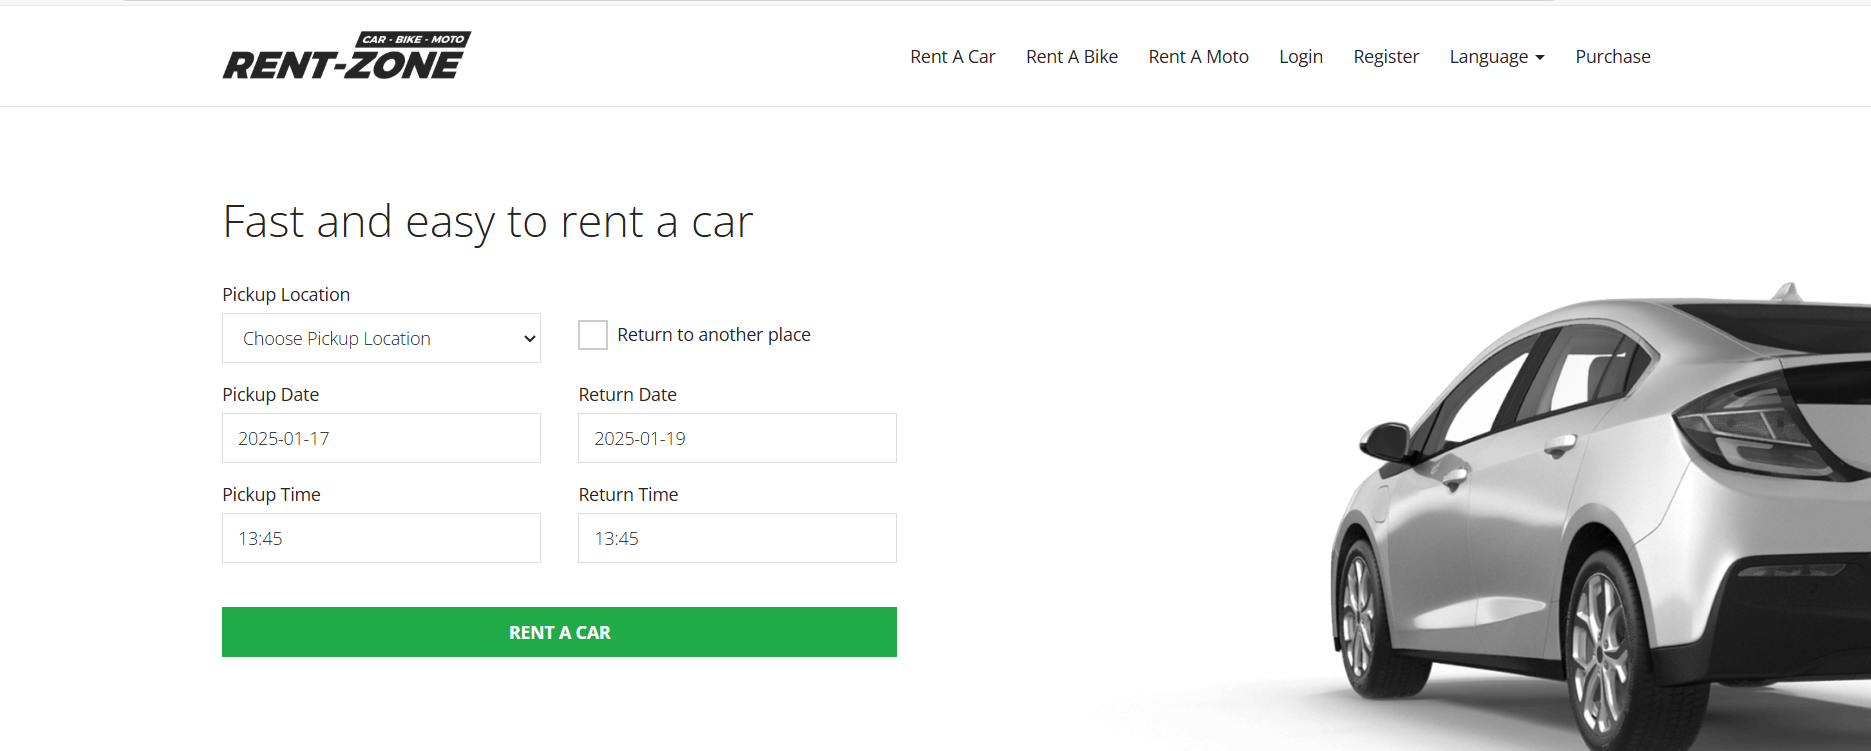 CAR - BIKE - MOTO
RENT-ZONE
Rent A Car Rent A Bike Rent A Moto Login Register Language Purchase
Fast and easy to rent a car
Pickup Location
Choose Pickup Location Return to another place
Pickup Date Return Date
2025-01-17 2025-01-19
Pickup Time Return Time
13:45 13:45
RENT A CAR